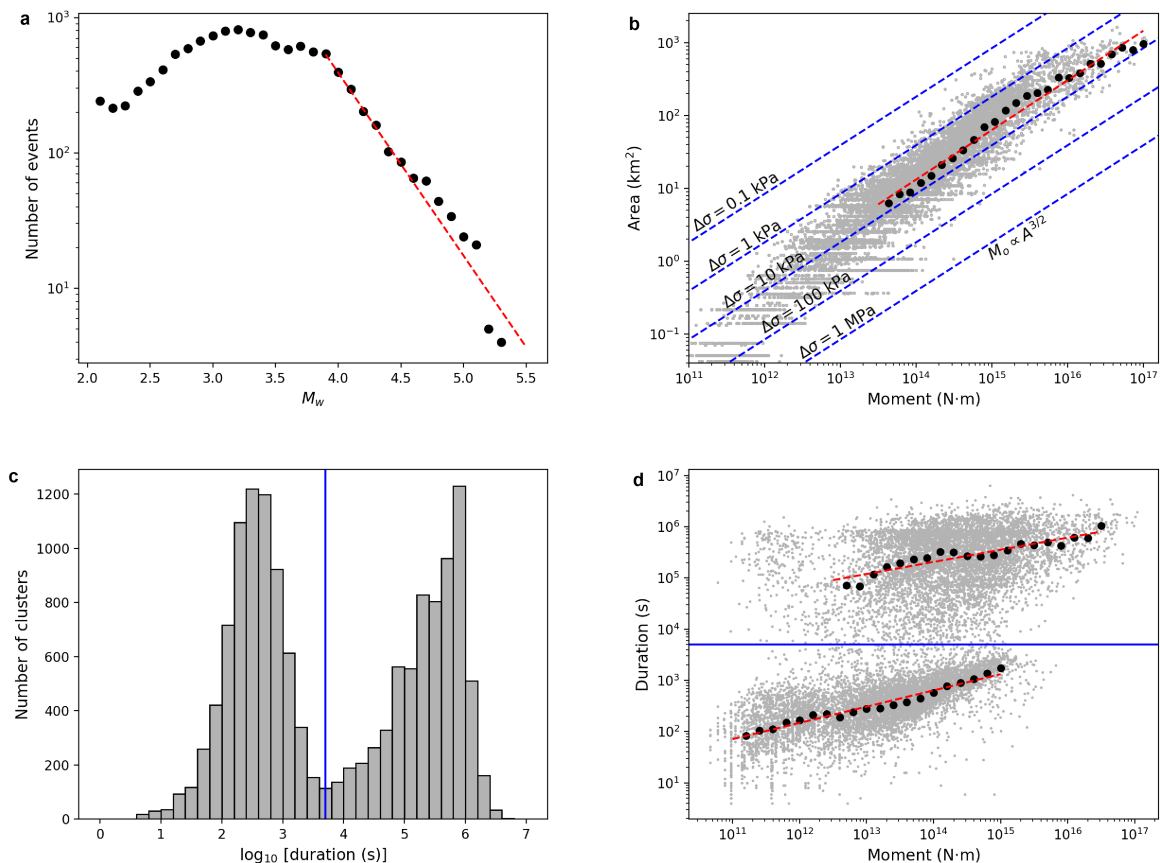 a
10³
10²
10¹
Number of events
2.0 2.5 3.0 3.5 4.0 4.5 5.0 5.5
M_w
b
10³
10²
10¹
10⁰
10⁻¹
Area (km²)
Δσ = 0.1 kPa
Δσ = 1 kPa
Δσ = 10 kPa
Δσ = 100 kPa
Δσ = 1 MPa
M_o ∝ A^{3/2}
10¹¹ 10¹² 10¹³ 10¹⁴ 10¹⁵ 10¹⁶ 10¹⁷
Moment (N·m)
c
1200
1000
800
600
400
200
0
Number of clusters
0 1 2 3 4 5 6 7
log₁₀ [duration (s)]
d
10⁷
10⁶
10⁵
10⁴
10³
10²
10¹
Duration (s)
10¹¹ 10¹² 10¹³ 10¹⁴ 10¹⁵ 10¹⁶ 10¹⁷
Moment (N·m)